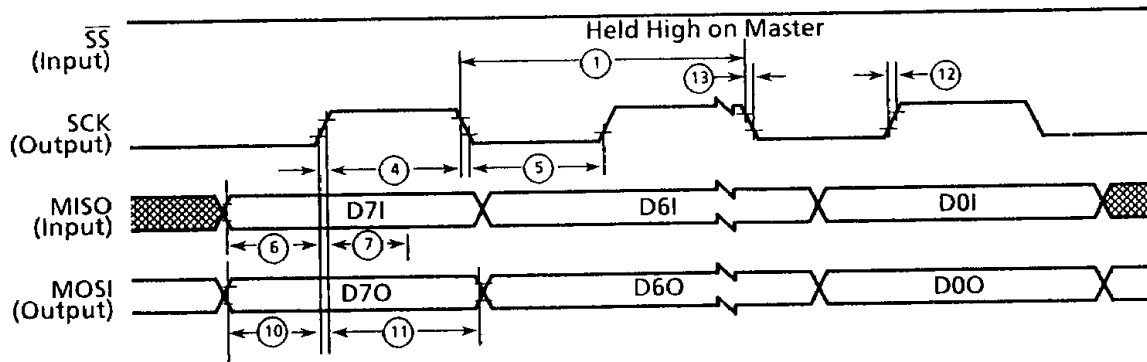 S̅S̅
(Input)
Held High on Master
1
13
12
SCK
(Output)
4
5
MISO
(Input)
D7I
D6I
D0I
6
7
MOSI
(Output)
D7O
D6O
D0O
10
11